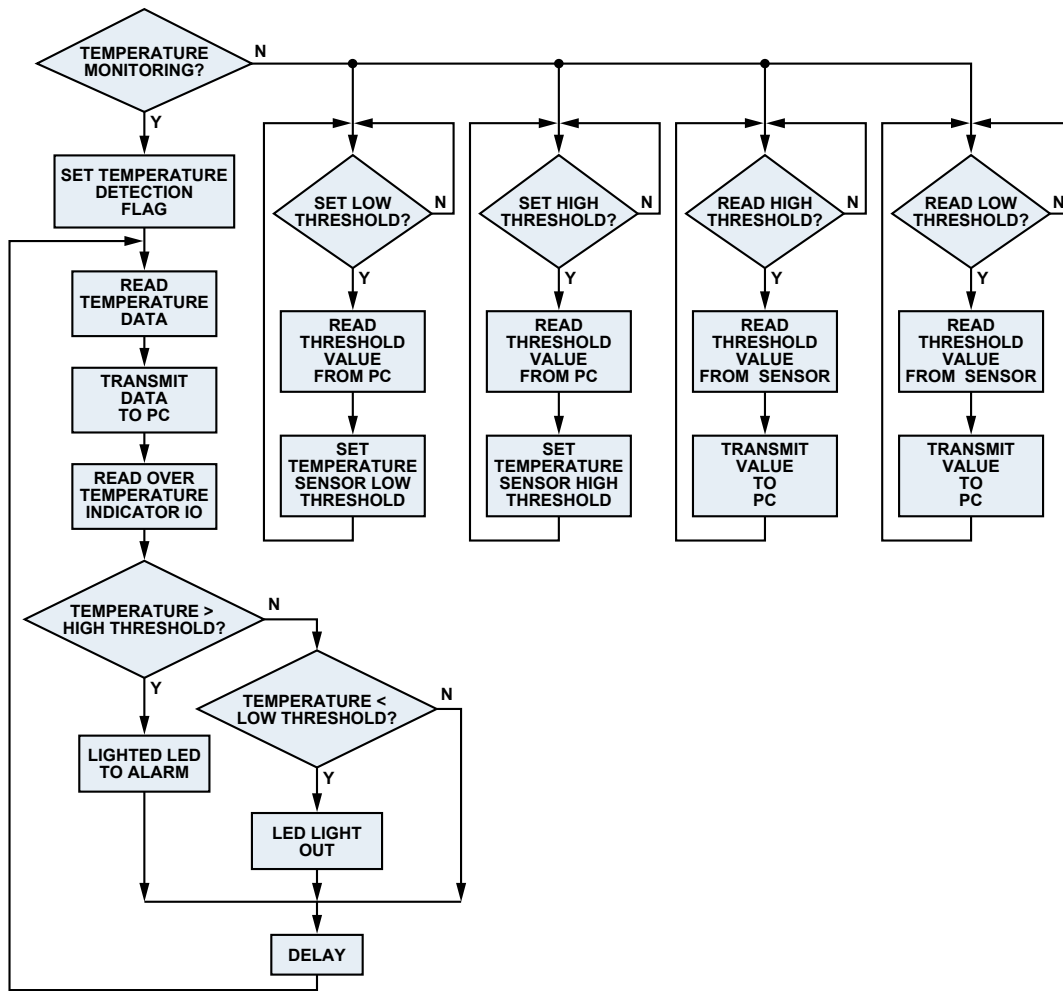 TEMPERATURE
MONITORING?
N
Y
SET TEMPERATURE
DETECTION
FLAG
READ
TEMPERATURE
DATA
TRANSMIT
DATA
TO PC
READ OVER
TEMPERATURE
INDICATOR IO
TEMPERATURE >
HIGH THRESHOLD?
N
Y
LIGHTED LED
TO ALARM
TEMPERATURE <
LOW THRESHOLD?
N
Y
LED LIGHT
OUT
DELAY
SET LOW
THRESHOLD?
N
Y
READ
THRESHOLD
VALUE
FROM PC
SET
TEMPERATURE
SENSOR LOW
THRESHOLD
SET HIGH
THRESHOLD?
N
Y
READ
THRESHOLD
VALUE
FROM PC
SET
TEMPERATURE
SENSOR HIGH
THRESHOLD
READ HIGH
THRESHOLD?
N
Y
READ
THRESHOLD
VALUE
FROM SENSOR
TRANSMIT
VALUE
TO
PC
READ LOW
THRESHOLD?
N
Y
READ
THRESHOLD
VALUE
FROM SENSOR
TRANSMIT
VALUE
TO
PC